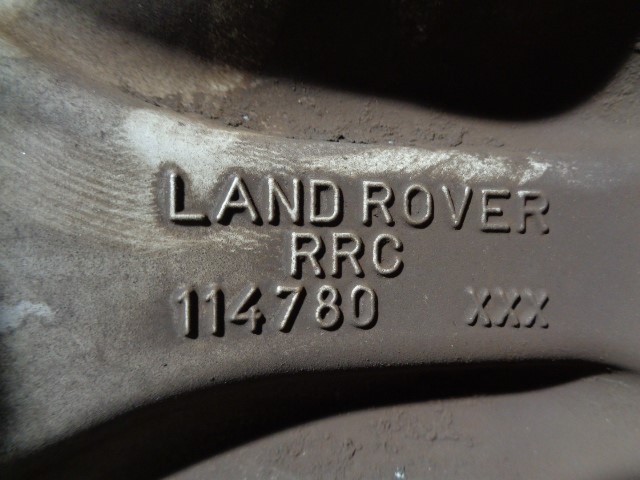 LAND ROVER
RRC
114780 XXX